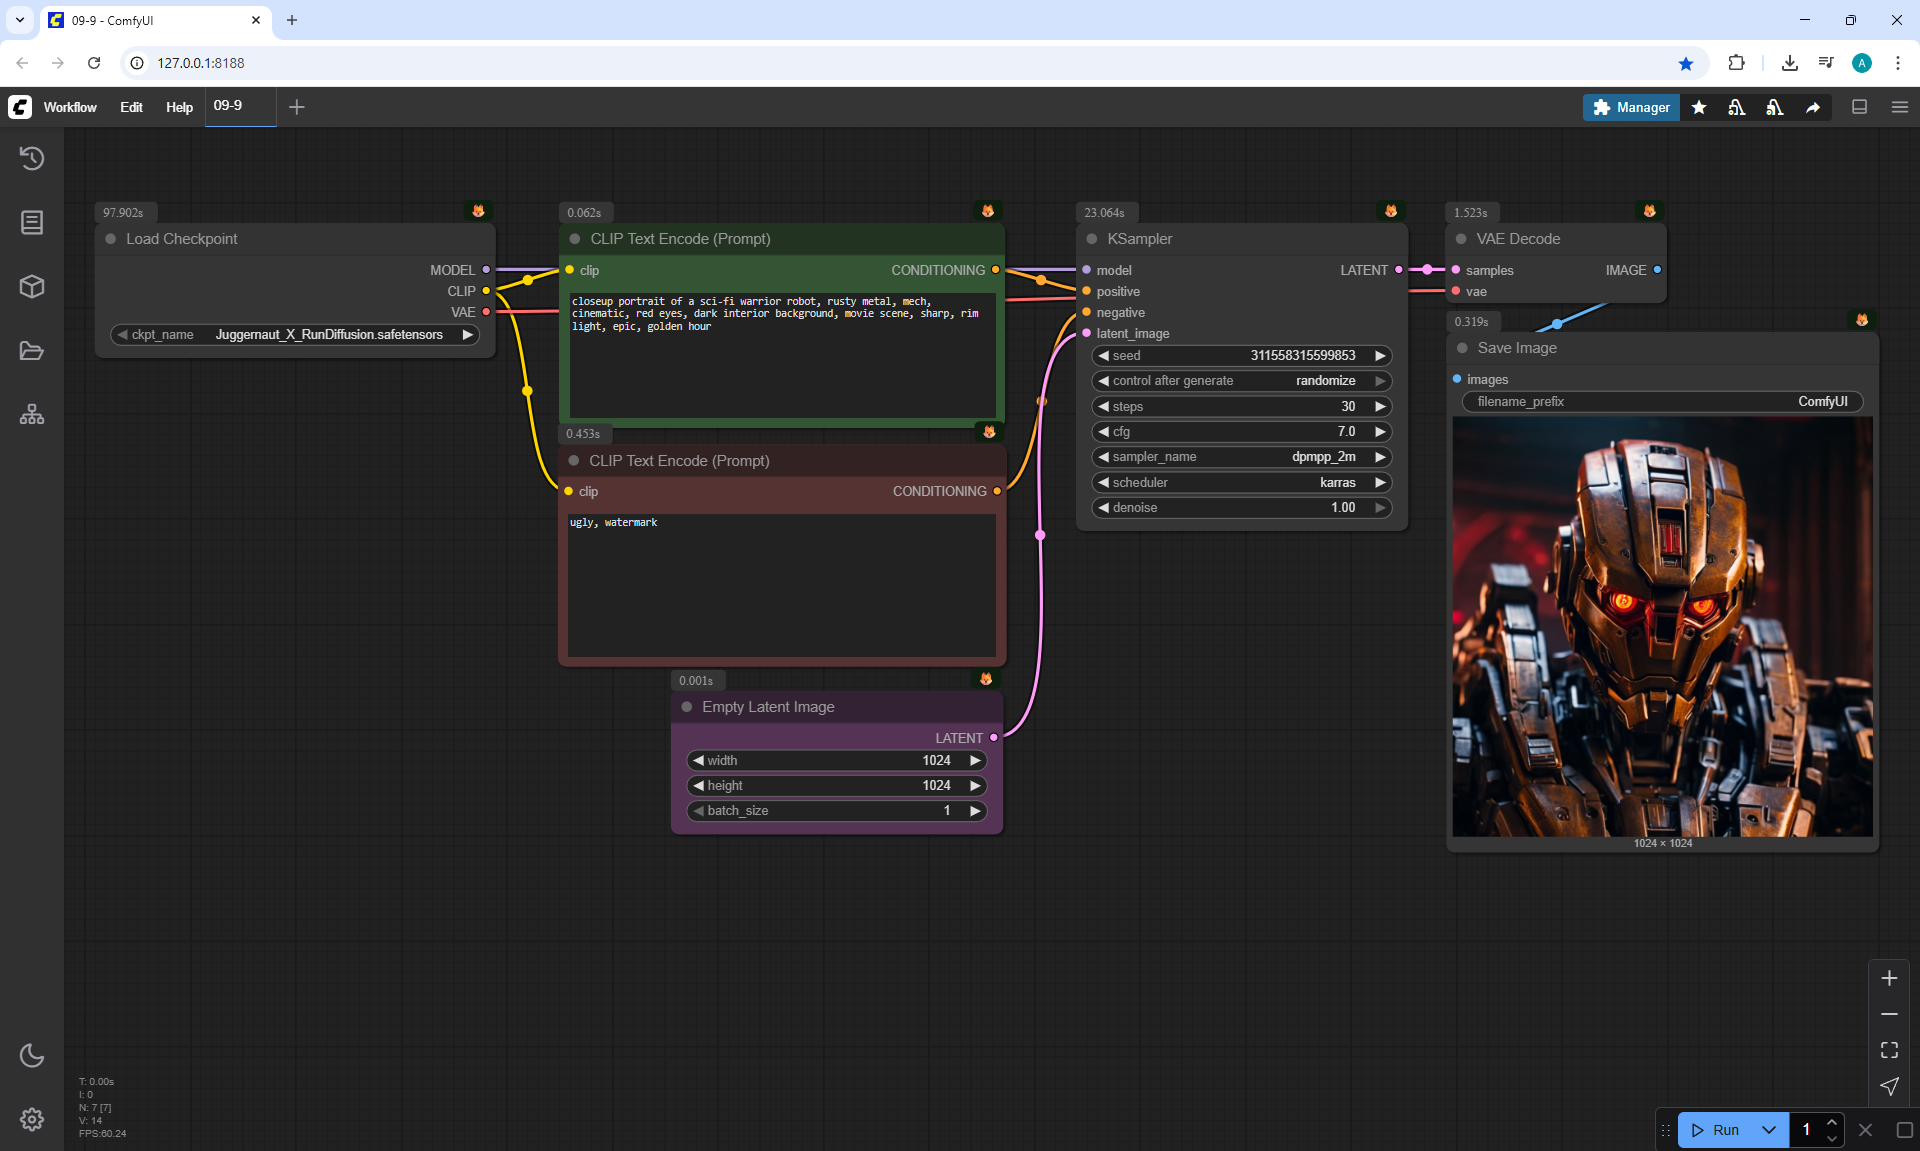 09-9 - ComfyUI
127.0.0.1:8188
Workflow
Edit
Help
09-9
Manager
A
97.902s
Load Checkpoint
MODEL
CLIP
VAE
ckpt_name
Juggernaut_X_RunDiffusion.safetensors
0.062s
CLIP Text Encode (Prompt)
clip
CONDITIONING
closeup portrait of a sci-fi warrior robot, rusty metal, mech,
cinematic, red eyes, dark interior background, movie scene, sharp, rim
light, epic, golden hour
0.453s
CLIP Text Encode (Prompt)
clip
CONDITIONING
ugly, watermark
0.001s
Empty Latent Image
LATENT
width 1024
height 1024
batch_size 1
23.064s
KSampler
model
LATENT
positive
negative
latent_image
seed 311558315599853
control after generate randomize
steps 30
cfg 7.0
sampler_name dpmpp_2m
scheduler karras
denoise 1.00
1.523s
VAE Decode
samples
IMAGE
vae
0.319s
Save Image
images
filename_prefix ComfyUI
1024 × 1024
T: 0.00s
I: 0
N: 7 [7]
V: 14
FPS:60.24
Run
1